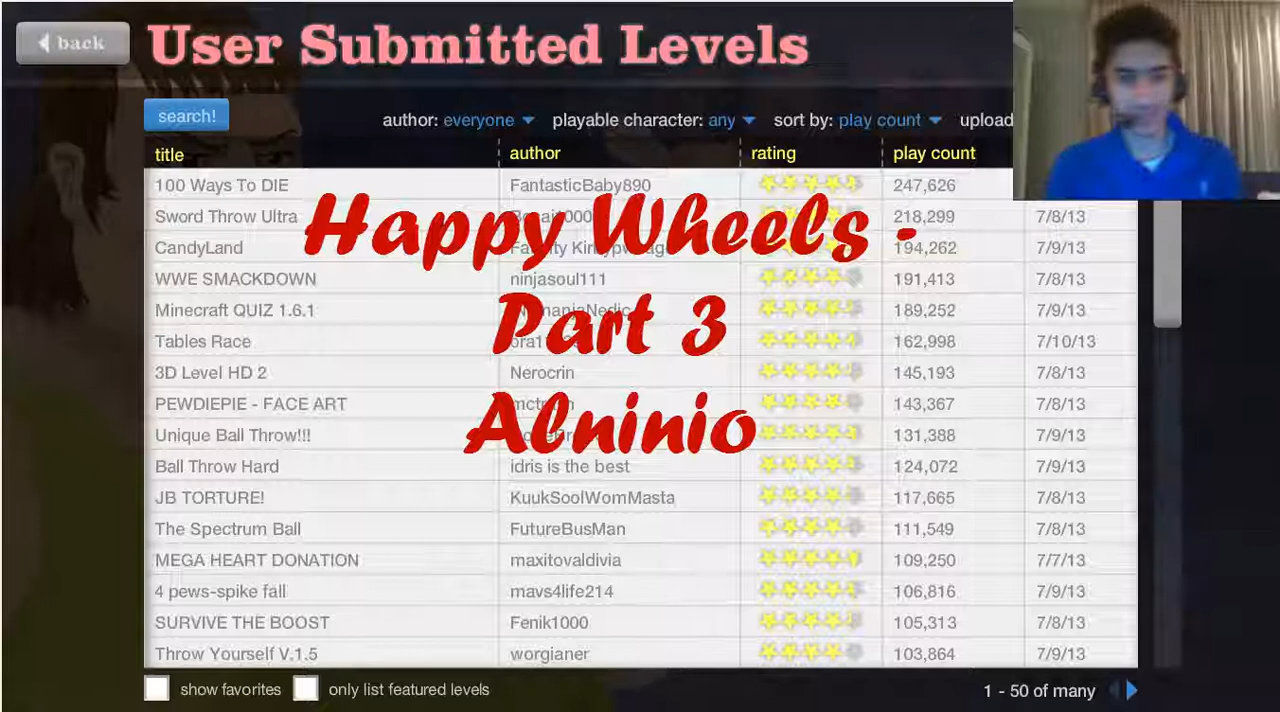 back
User Submitted Levels
search!
author: everyone playable character: any sort by: play count upload
title author rating play count
100 Ways To DIE FantasticBaby890 247,626
Sword Throw Ultra 218,299 7/8/13
CandyLand 194,262 7/9/13
WWE SMACKDOWN ninjasoul111 191,413 7/8/13
Minecraft QUIZ 1.6.1 189,252 7/9/13
Tables Race 162,998 7/10/13
3D Level HD 2 Nerocrin 145,193 7/8/13
PEWDIEPIE - FACE ART 143,367 7/8/13
Unique Ball Throw!!! 131,388 7/9/13
Ball Throw Hard idris is the best 124,072 7/9/13
JB TORTURE! KuukSoolWomMasta 117,665 7/8/13
The Spectrum Ball FutureBusMan 111,549 7/8/13
MEGA HEART DONATION maxitovaldivia 109,250 7/7/13
4 pews-spike fall mavs4life214 106,816 7/9/13
SURVIVE THE BOOST Fenik1000 105,313 7/8/13
Throw Yourself V.1.5 worgianer 103,864 7/9/13
show favorites only list featured levels 1 - 50 of many
Happy Wheels -
Part 3
Alninio